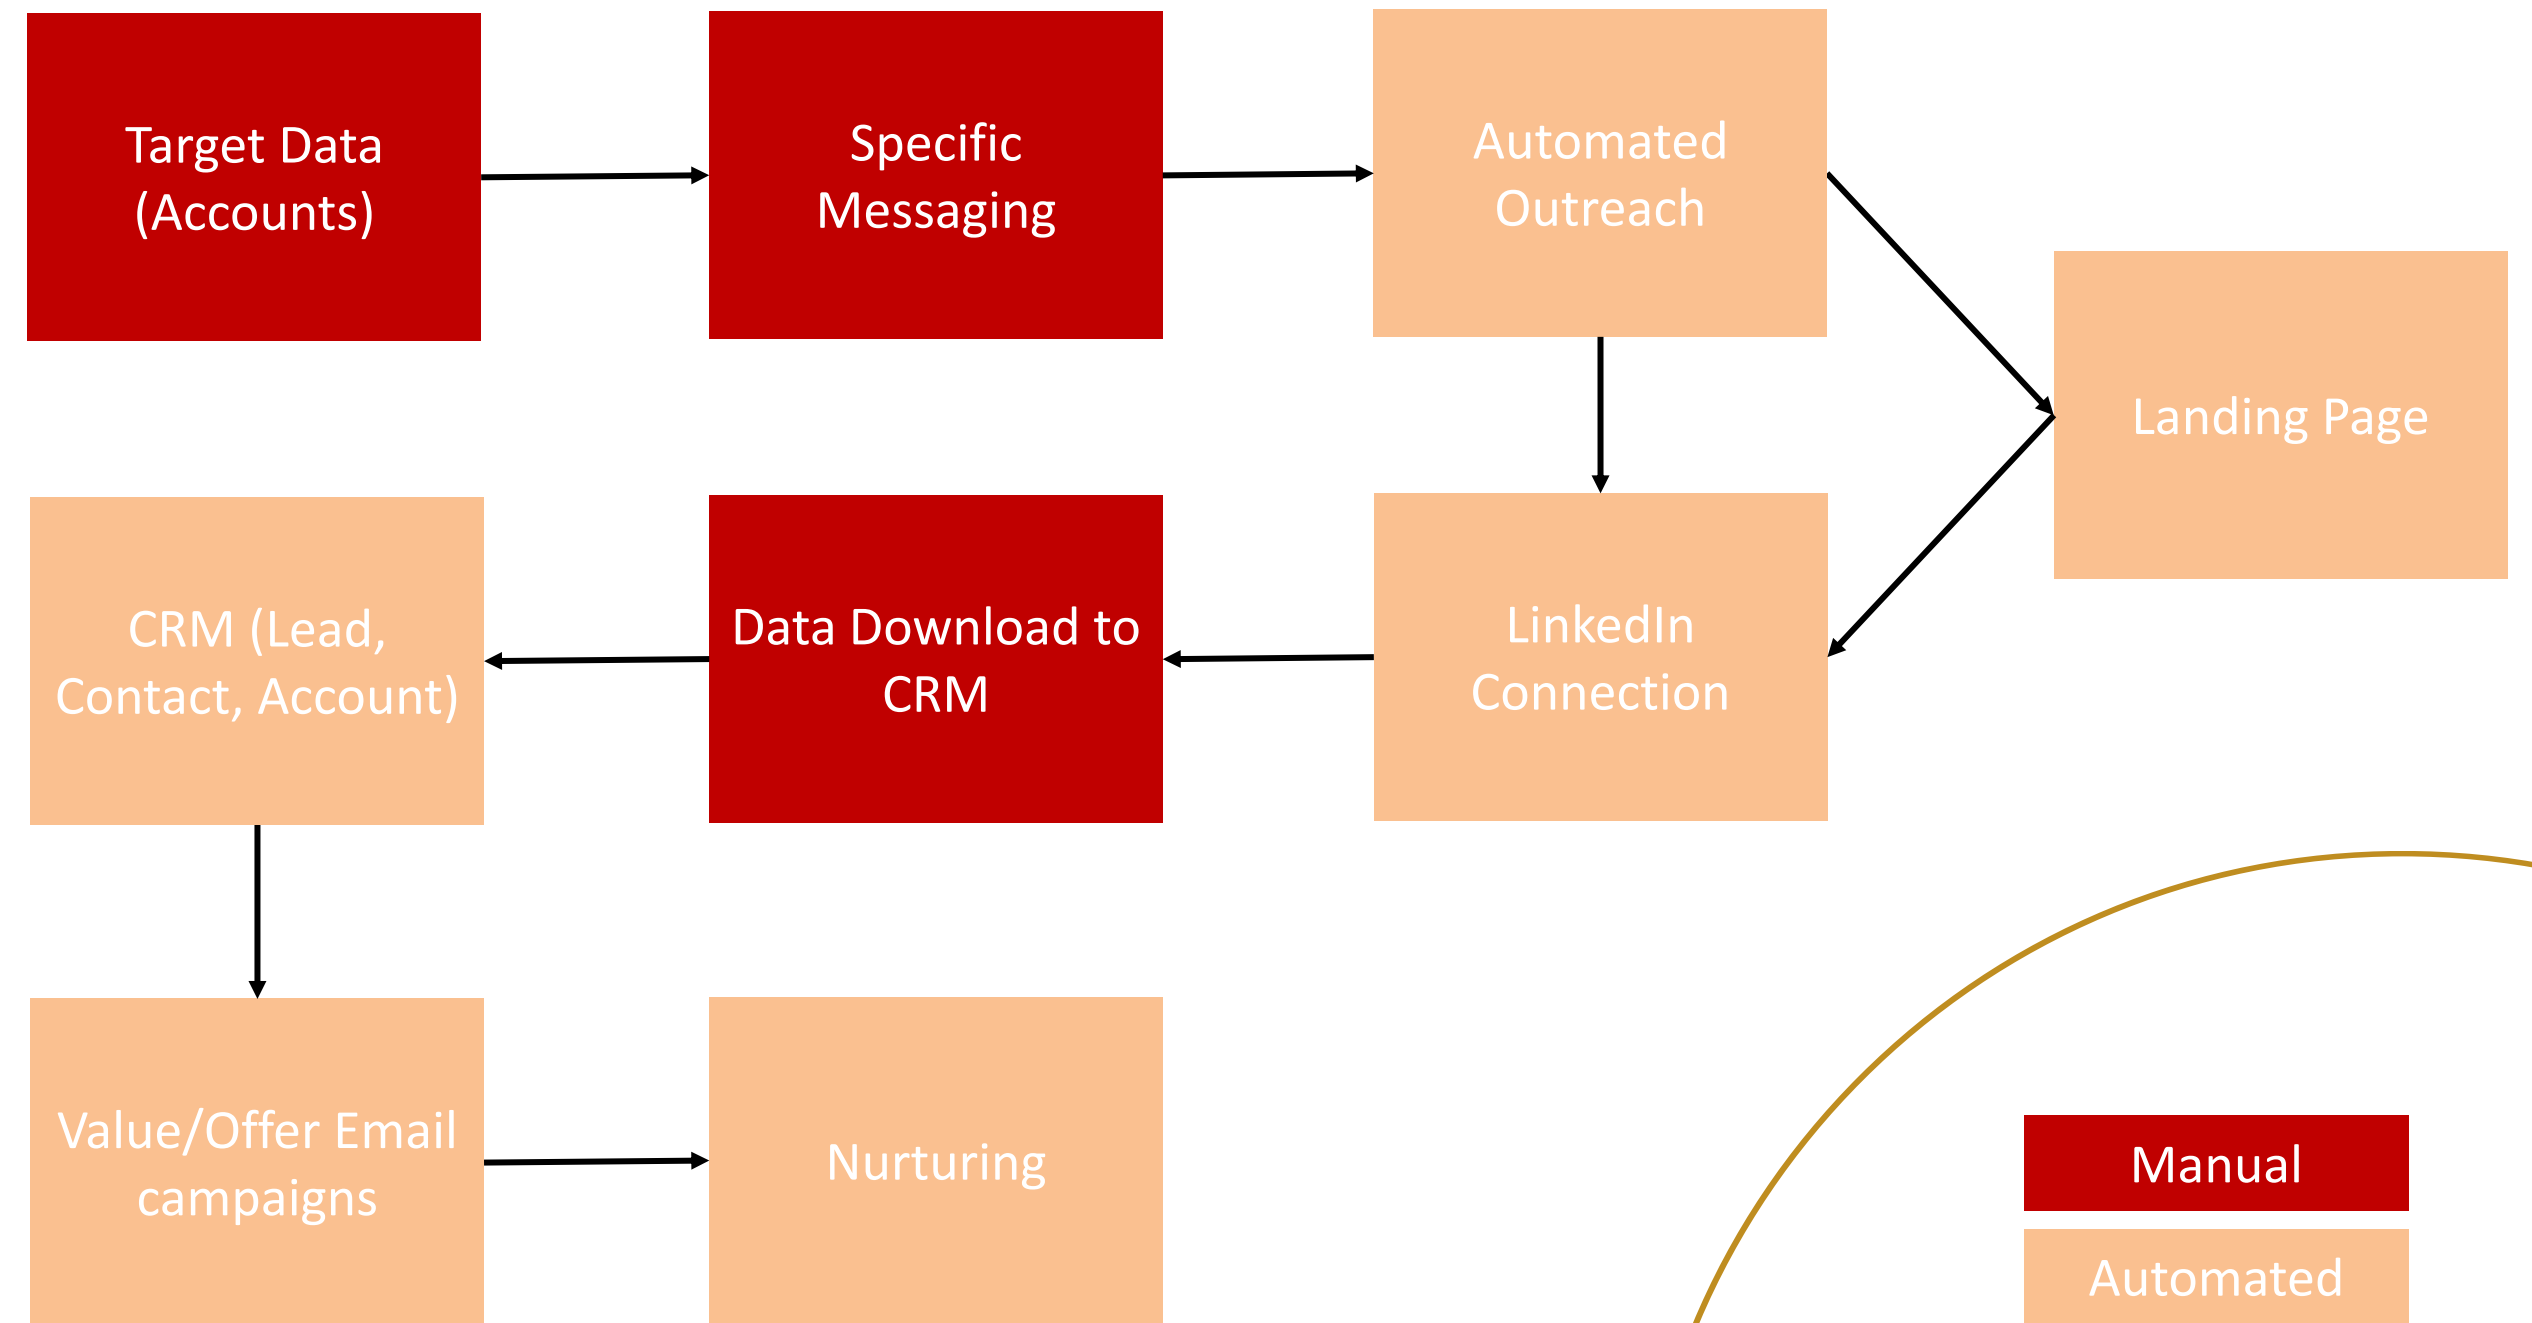 Target Data
(Accounts)
Specific
Messaging
Automated
Outreach
Landing Page
LinkedIn
Connection
Data Download to
CRM
CRM (Lead,
Contact, Account)
Value/Offer Email
campaigns
Nurturing
Manual
Automated